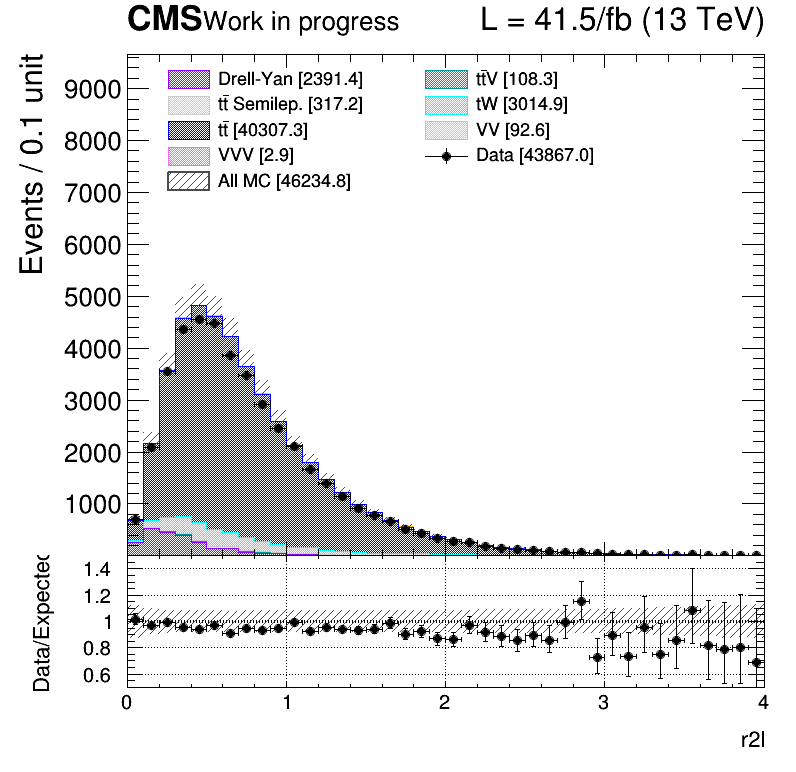 CMS Work in progress L = 41.5/fb (13 TeV)
Events / 0.1 unit
9000
8000
7000
6000
5000
4000
3000
2000
1000
Drell-Yan [2391.4]
tt̄ Semilep. [317.2]
tt̄ [40307.3]
VVV [2.9]
All MC [46234.8]
tt̄V [108.3]
tW [3014.9]
VV [92.6]
Data [43867.0]
Data/Expected
1.4
1.2
1
0.8
0.6
0 1 2 3 4
r2l